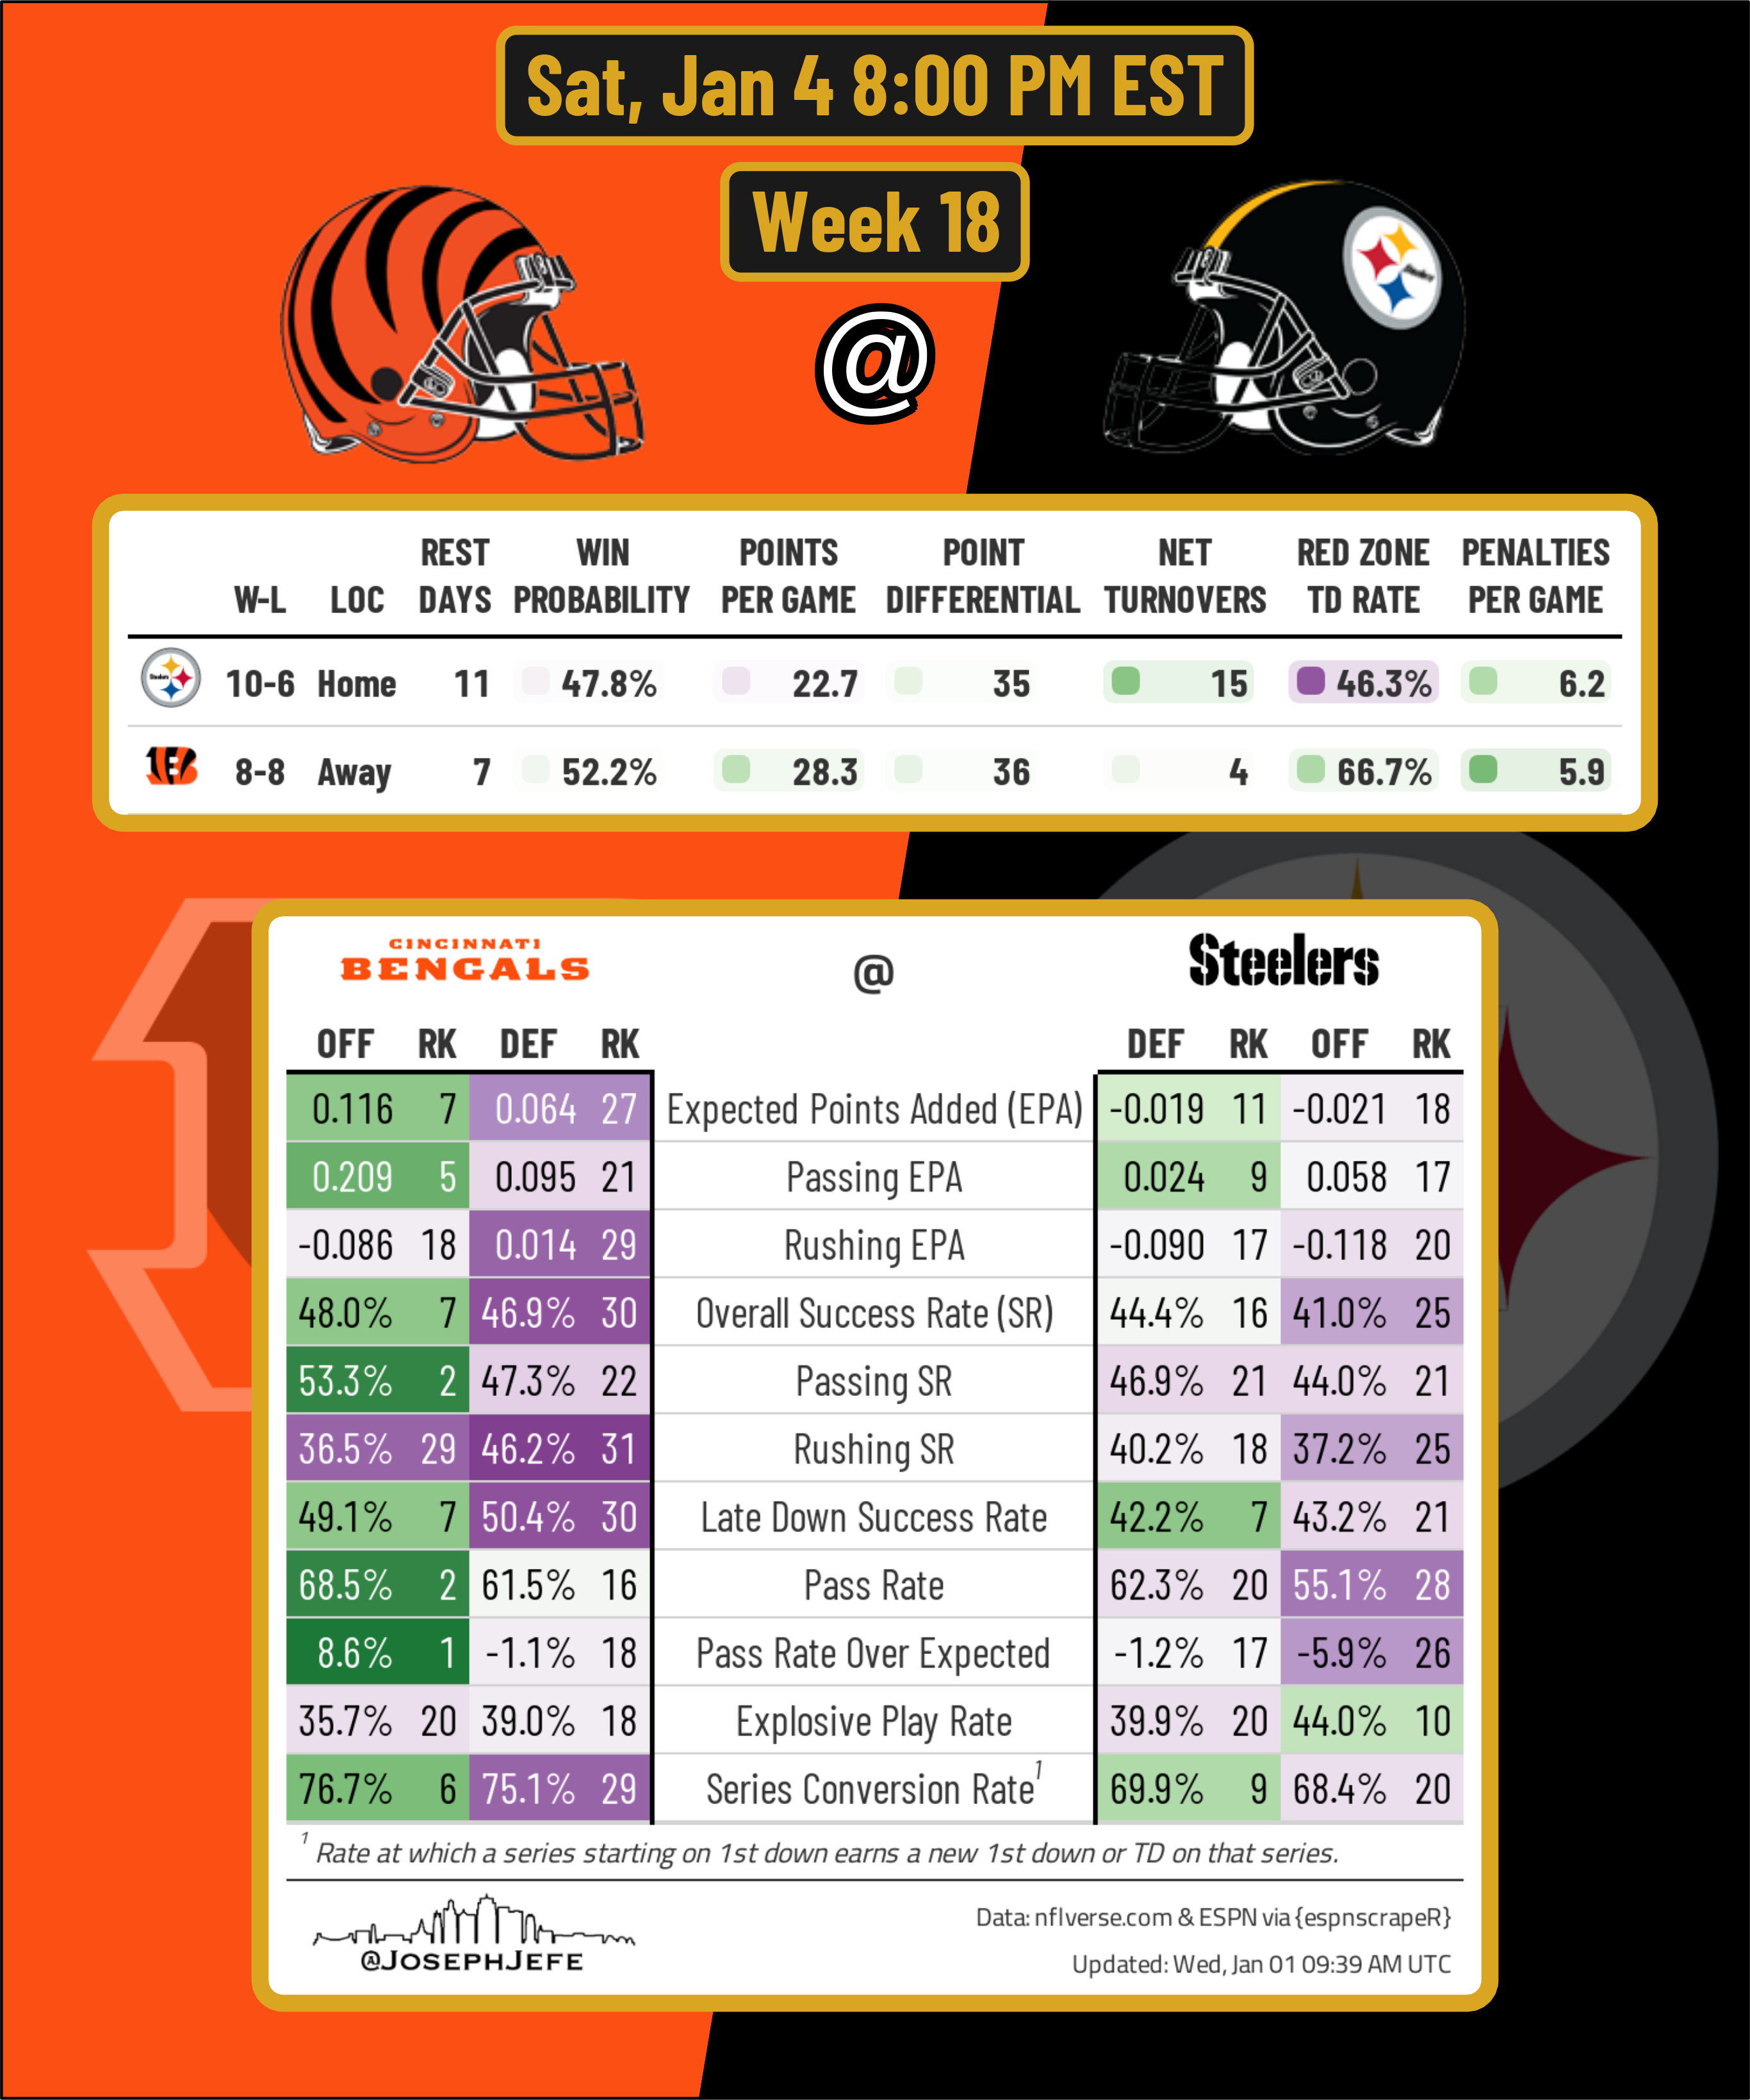 Sat, Jan 4 8:00 PM EST
Week 18
@
REST WIN POINTS POINT NET RED ZONE PENALTIES
W-L LOC DAYS PROBABILITY PER GAME DIFFERENTIAL TURNOVERS TD RATE PER GAME
Steelers 10-6 Home 11 47.8% 22.7 35 15 46.3% 6.2
8-8 Away 7 52.2% 28.3 36 4 66.7% 5.9
CINCINNATI
BENGALS @ Steelers
OFF RK DEF RK DEF RK OFF RK
0.116 7 0.064 27 Expected Points Added (EPA) -0.019 11 -0.021 18
0.209 5 0.095 21 Passing EPA 0.024 9 0.058 17
-0.086 18 0.014 29 Rushing EPA -0.090 17 -0.118 20
48.0% 7 46.9% 30 Overall Success Rate (SR) 44.4% 16 41.0% 25
53.3% 2 47.3% 22 Passing SR 46.9% 21 44.0% 21
36.5% 29 46.2% 31 Rushing SR 40.2% 18 37.2% 25
49.1% 7 50.4% 30 Late Down Success Rate 42.2% 7 43.2% 21
68.5% 2 61.5% 16 Pass Rate 62.3% 20 55.1% 28
8.6% 1 -1.1% 18 Pass Rate Over Expected -1.2% 17 -5.9% 26
35.7% 20 39.0% 18 Explosive Play Rate 39.9% 20 44.0% 10
76.7% 6 75.1% 29 Series Conversion Rate¹ 69.9% 9 68.4% 20
¹ Rate at which a series starting on 1st down earns a new 1st down or TD on that series.
Data: nflverse.com & ESPN via {espnscrapeR}
@JOSEPHJEFE
Updated: Wed, Jan 01 09:39 AM UTC